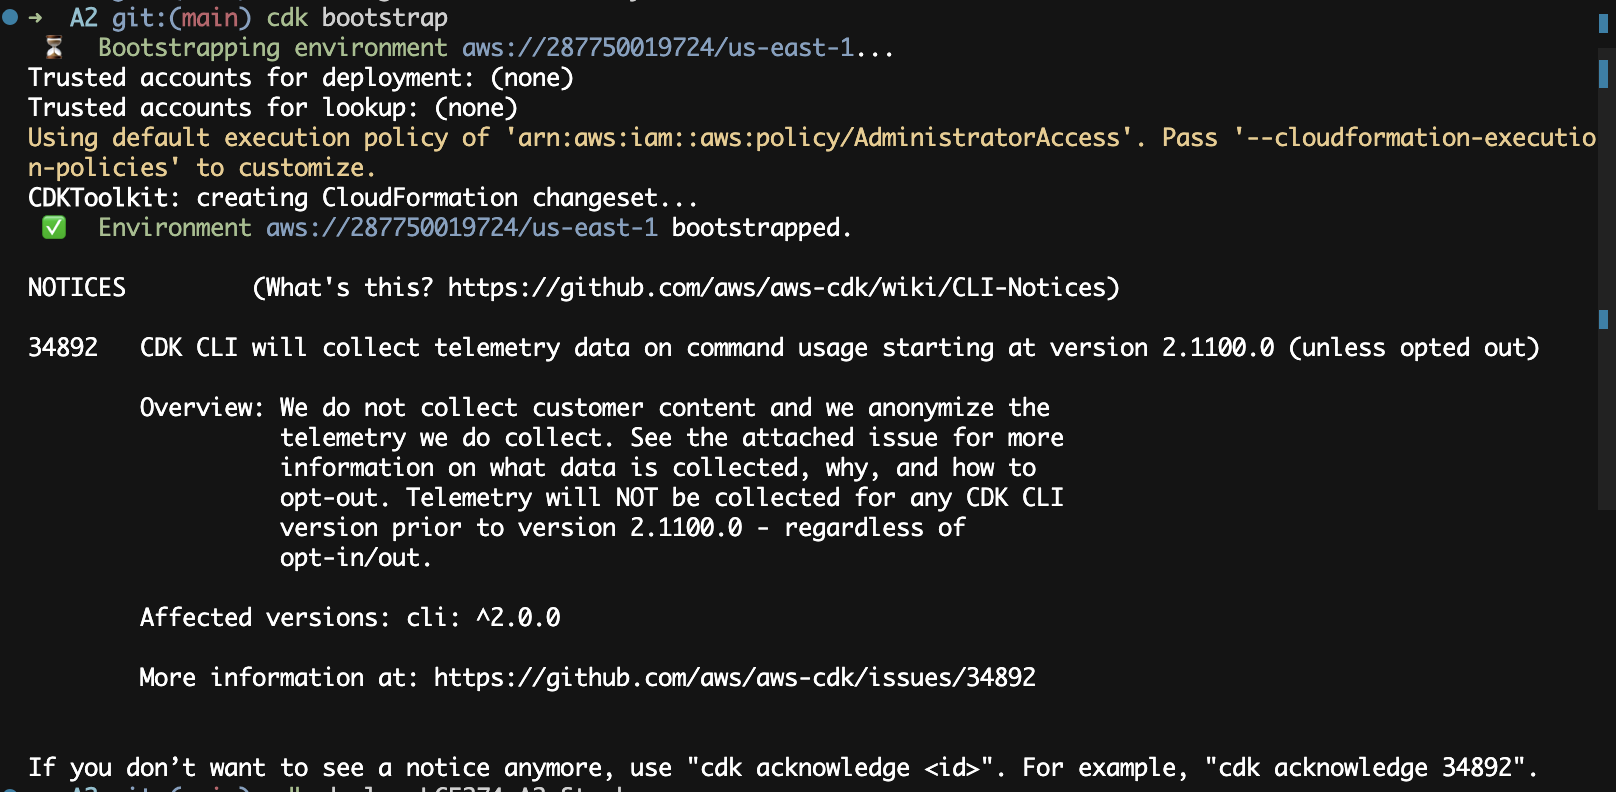 ➜  A2 git:(main) cdk bootstrap
⏳  Bootstrapping environment aws://287750019724/us-east-1...
Trusted accounts for deployment: (none)
Trusted accounts for lookup: (none)
Using default execution policy of 'arn:aws:iam::aws:policy/AdministratorAccess'. Pass '--cloudformation-executio
n-policies' to customize.
CDKToolkit: creating CloudFormation changeset...
✅  Environment aws://287750019724/us-east-1 bootstrapped.
NOTICES         (What's this? https://github.com/aws/aws-cdk/wiki/CLI-Notices)
34892   CDK CLI will collect telemetry data on command usage starting at version 2.1100.0 (unless opted out)
Overview: We do not collect customer content and we anonymize the
telemetry we do collect. See the attached issue for more
information on what data is collected, why, and how to
opt-out. Telemetry will NOT be collected for any CDK CLI
version prior to version 2.1100.0 - regardless of
opt-in/out.
Affected versions: cli: ^2.0.0
More information at: https://github.com/aws/aws-cdk/issues/34892
If you don’t want to see a notice anymore, use "cdk acknowledge <id>". For example, "cdk acknowledge 34892".